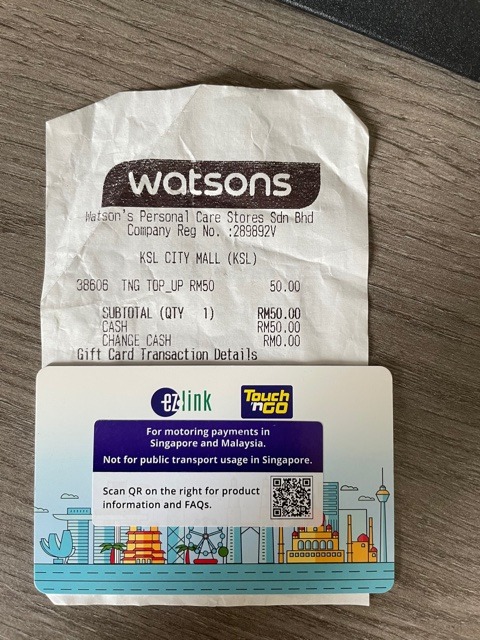 watsons
Watson's Personal Care Stores Sdn Bhd
Company Reg No. :289892V
KSL CITY MALL (KSL)
38606 TNG TOP_UP RM50 50.00
SUBTOTAL (QTY 1) RM50.00
CASH RM50.00
CHANGE CASH RM0.00
Gift Card Transaction Details
ez-link Touch 'n GO
For motoring payments in
Singapore and Malaysia.
Not for public transport usage in Singapore.
Scan QR on the right for product
information and FAQs.